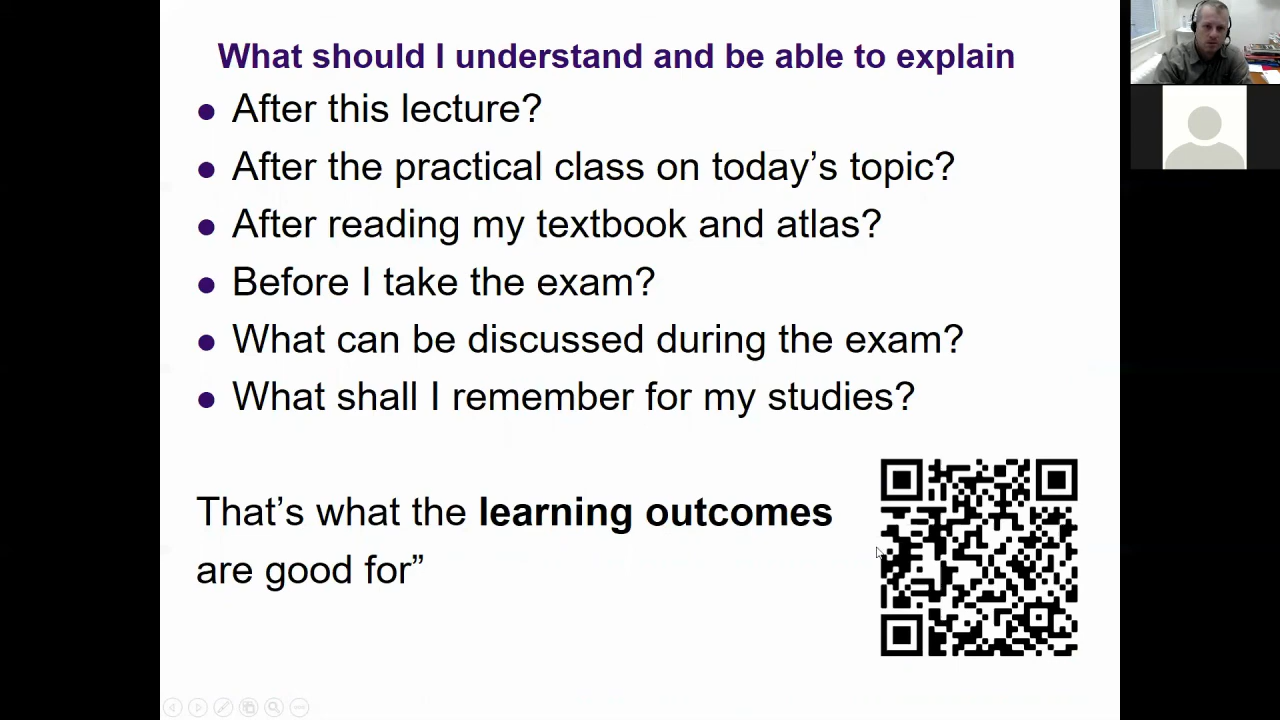 What should I understand and be able to explain
After this lecture?
After the practical class on today’s topic?
After reading my textbook and atlas?
Before I take the exam?
What can be discussed during the exam?
What shall I remember for my studies?
That’s what the learning outcomes
are good for”